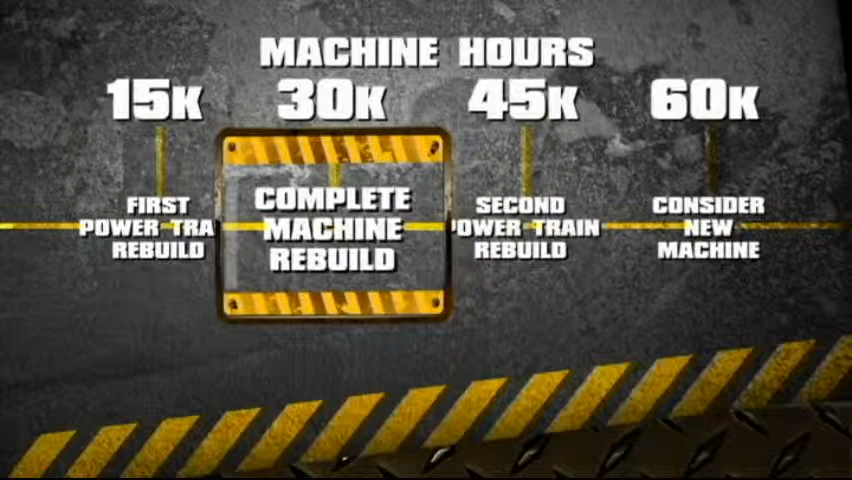 MACHINE HOURS
15K 30K 45K 60K
FIRST
POWER TRA
REBUILD
COMPLETE
MACHINE
REBUILD
SECOND
POWER TRAIN
REBUILD
CONSIDER
NEW
MACHINE